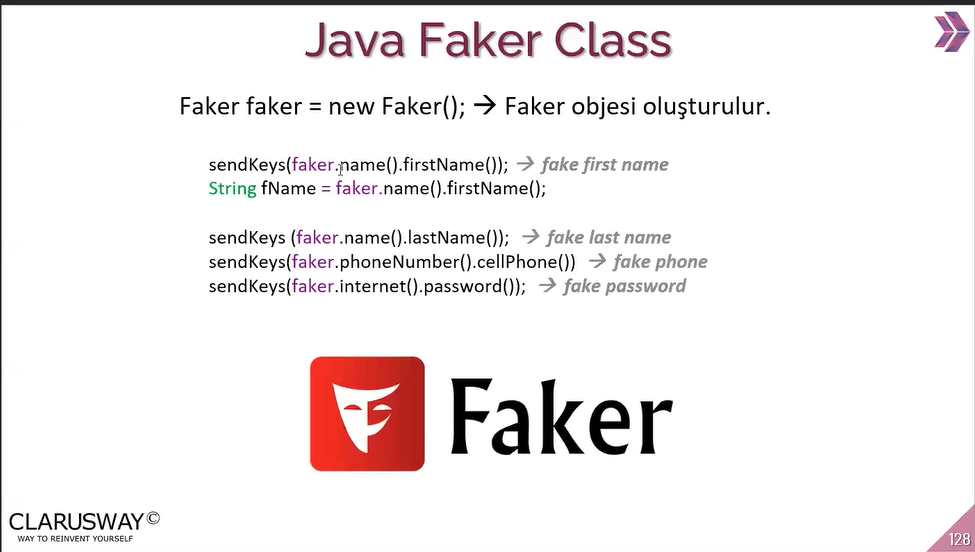 Java Faker Class
Faker faker = new Faker(); → Faker objesi oluşturulur.
sendKeys(faker.name().firstName()); → fake first name
String fName = faker.name().firstName();
sendKeys (faker.name().lastName()); → fake last name
sendKeys(faker.phoneNumber().cellPhone()) → fake phone
sendKeys(faker.internet().password()); → fake password
Faker
CLARUSWAY©
WAY TO REINVENT YOURSELF
128